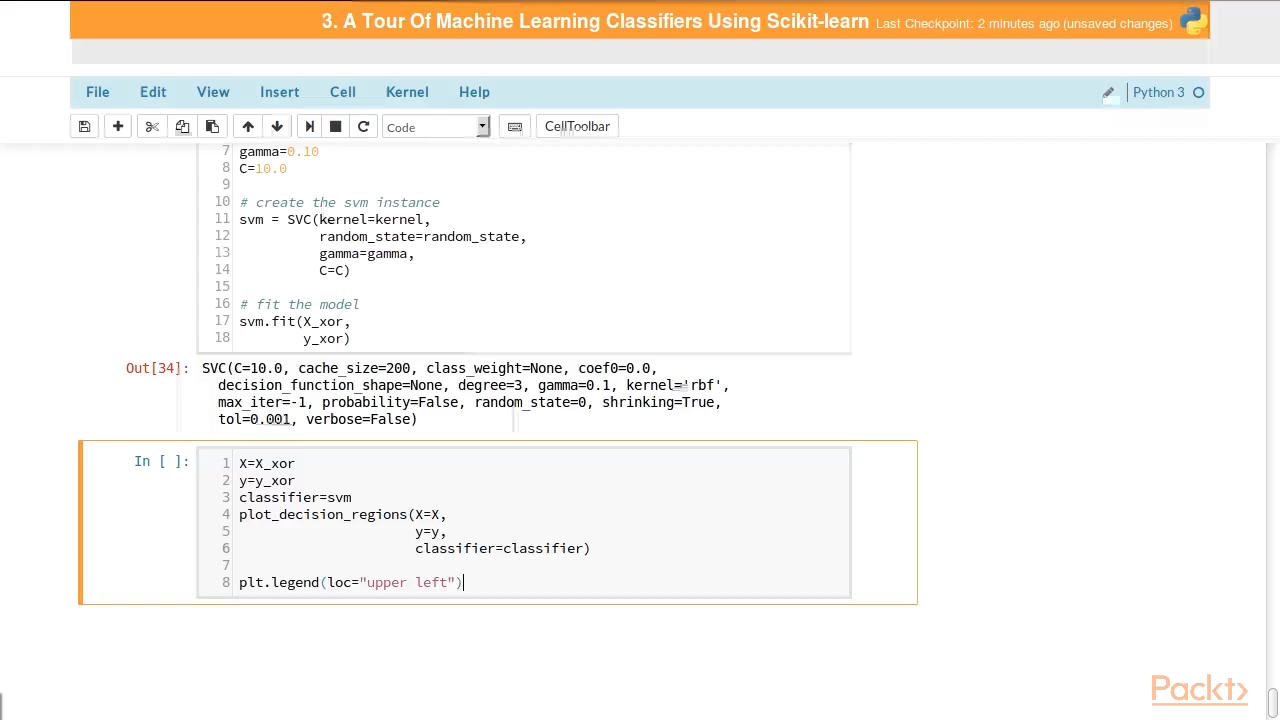 3. A Tour Of Machine Learning Classifiers Using Scikit-learn Last Checkpoint: 2 minutes ago (unsaved changes)
File Edit View Insert Cell Kernel Help Python 3
Code CellToolbar
7 gamma=0.10
8 C=10.0
9
10 # create the svm instance
11 svm = SVC(kernel=kernel,
12 random_state=random_state,
13 gamma=gamma,
14 C=C)
15
16 # fit the model
17 svm.fit(X_xor,
18 y_xor)
Out[34]: SVC(C=10.0, cache_size=200, class_weight=None, coef0=0.0,
decision_function_shape=None, degree=3, gamma=0.1, kernel='rbf',
max_iter=-1, probability=False, random_state=0, shrinking=True,
tol=0.001, verbose=False)
In [ ]: 1 X=X_xor
2 y=y_xor
3 classifier=svm
4 plot_decision_regions(X=X,
5 y=y,
6 classifier=classifier)
7
8 plt.legend(loc="upper left")
Packt